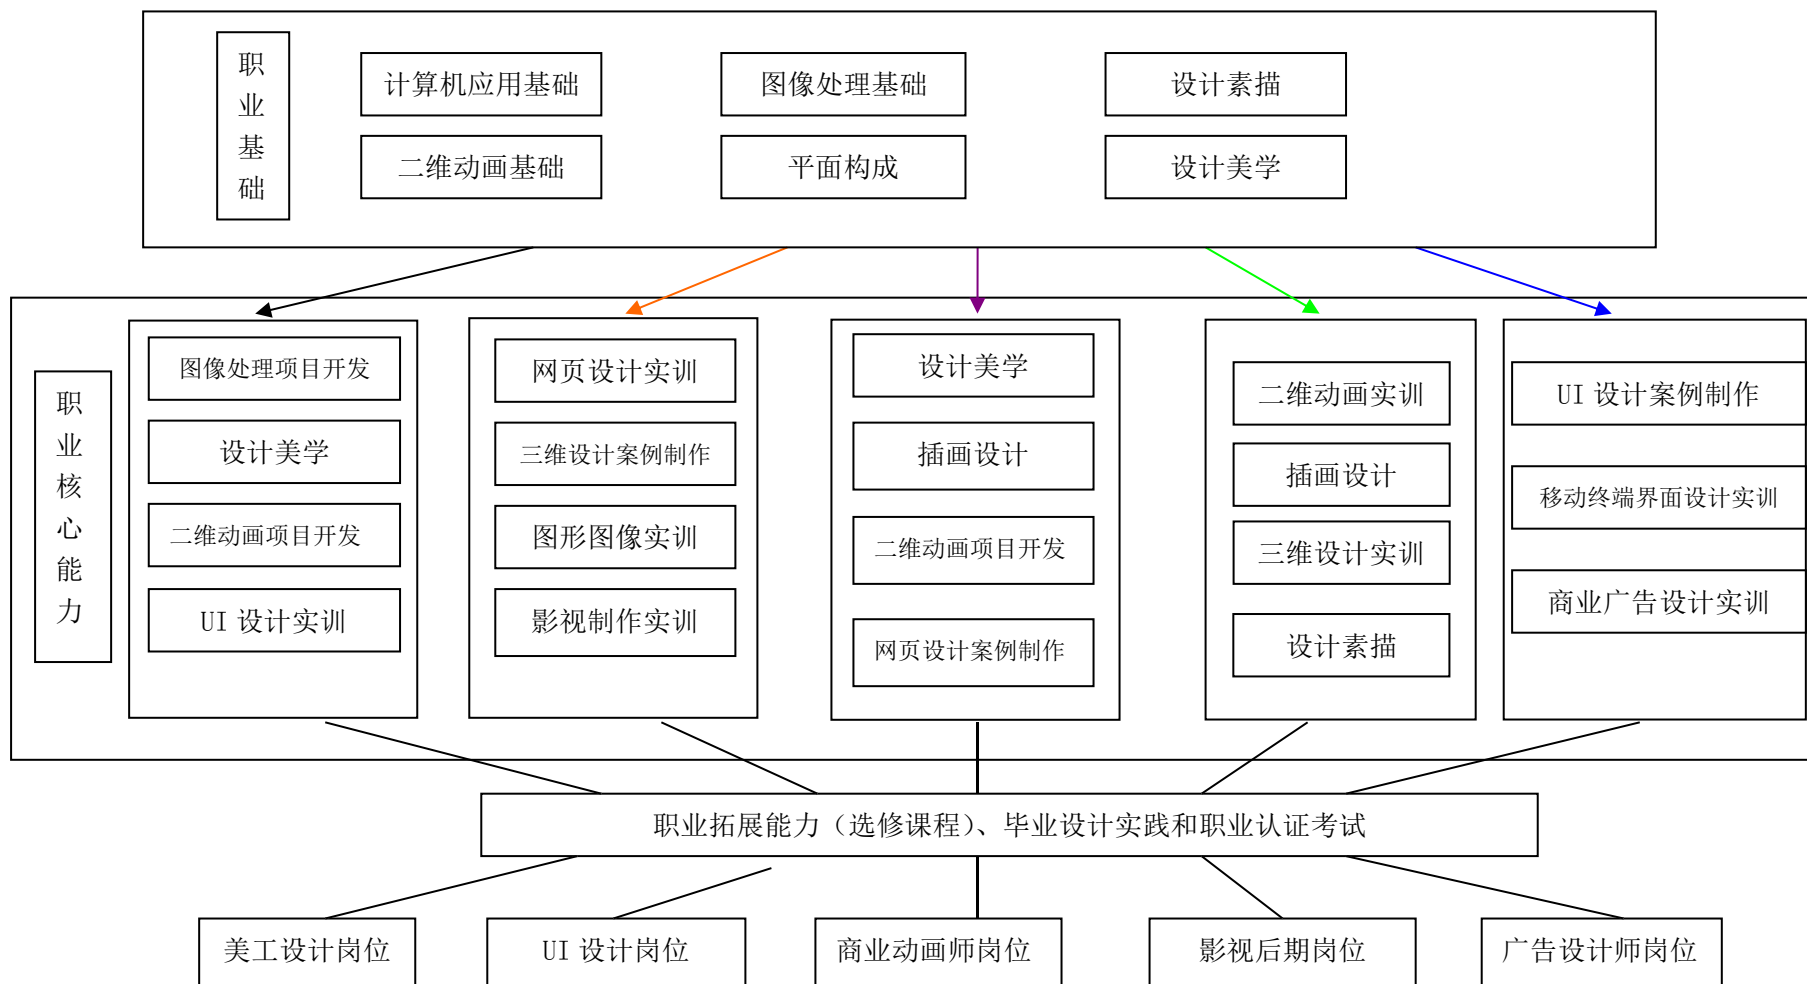 职业基础
计算机应用基础
图像处理基础
设计素描
二维动画基础
平面构成
设计美学
职业核心能力
图像处理项目开发
设计美学
二维动画项目开发
UI 设计实训
网页设计实训
三维设计案例制作
图形图像实训
影视制作实训
设计美学
插画设计
二维动画项目开发
网页设计案例制作
二维动画实训
插画设计
三维设计实训
设计素描
UI 设计案例制作
移动终端界面设计实训
商业广告设计实训
职业拓展能力（选修课程）、毕业设计实践和职业认证考试
美工设计岗位
UI 设计岗位
商业动画师岗位
影视后期岗位
广告设计师岗位